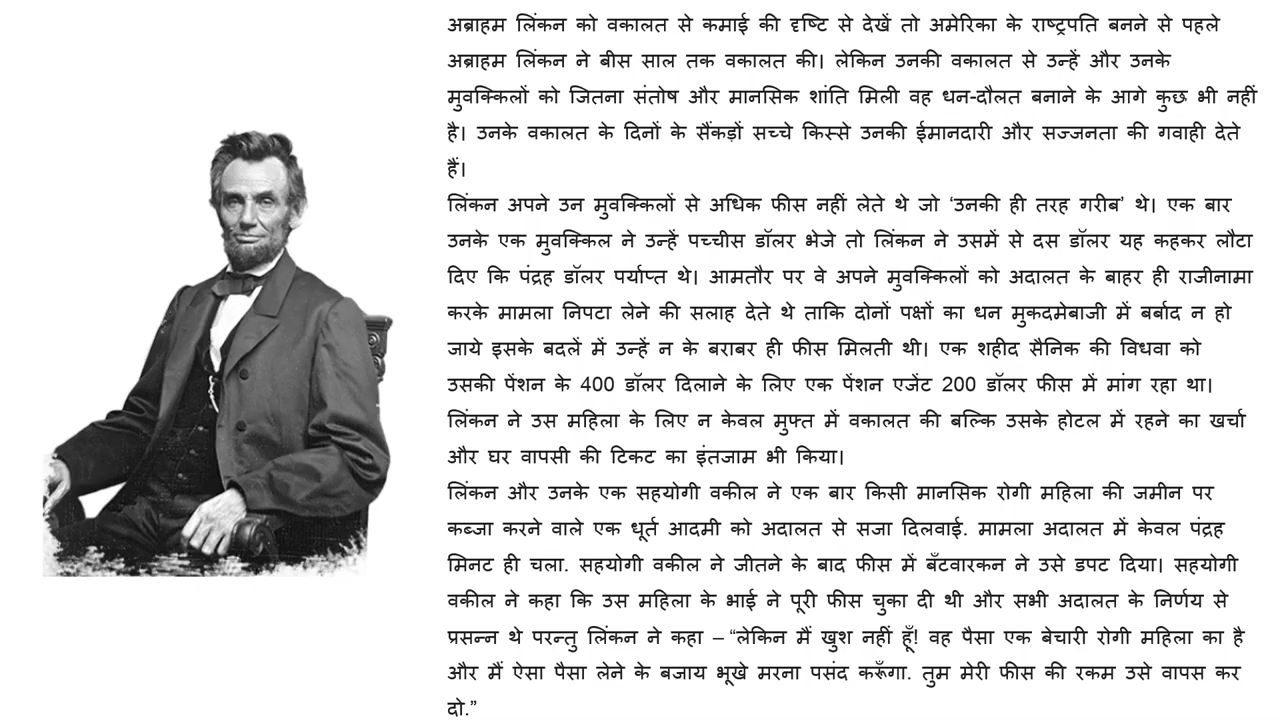 अब्राहम लिंकन को वकालत से कमाई की दृष्टि से देखें तो अमेरिका के राष्ट्रपति बनने से पहले
अब्राहम लिंकन ने बीस साल तक वकालत की। लेकिन उनकी वकालत से उन्हें और उनके
मुवक्किलों को जितना संतोष और मानसिक शांति मिली वह धन-दौलत बनाने के आगे कुछ भी नहीं
है। उनके वकालत के दिनों के सैंकड़ों सच्चे किस्से उनकी ईमानदारी और सज्जनता की गवाही देते
हैं।
लिंकन अपने उन मुवक्किलों से अधिक फीस नहीं लेते थे जो ‘उनकी ही तरह गरीब’ थे। एक बार
उनके एक मुवक्किल ने उन्हें पच्चीस डॉलर भेजे तो लिंकन ने उसमें से दस डॉलर यह कहकर लौटा
दिए कि पंद्रह डॉलर पर्याप्त थे। आमतौर पर वे अपने मुवक्किलों को अदालत के बाहर ही राजीनामा
करके मामला निपटा लेने की सलाह देते थे ताकि दोनों पक्षों का धन मुकदमेबाजी में बर्बाद न हो
जाये इसके बदलें में उन्हें न के बराबर ही फीस मिलती थी। एक शहीद सैनिक की विधवा को
उसकी पेंशन के 400 डॉलर दिलाने के लिए एक पेंशन एजेंट 200 डॉलर फीस में मांग रहा था।
लिंकन ने उस महिला के लिए न केवल मुफ्त में वकालत की बल्कि उसके होटल में रहने का खर्चा
और घर वापसी की टिकट का इंतजाम भी किया।
लिंकन और उनके एक सहयोगी वकील ने एक बार किसी मानसिक रोगी महिला की जमीन पर
कब्जा करने वाले एक धूर्त आदमी को अदालत से सजा दिलवाई. मामला अदालत में केवल पंद्रह
मिनट ही चला. सहयोगी वकील ने जीतने के बाद फीस में बँटवारकन ने उसे डपट दिया। सहयोगी
वकील ने कहा कि उस महिला के भाई ने पूरी फीस चुका दी थी और सभी अदालत के निर्णय से
प्रसन्न थे परन्तु लिंकन ने कहा – “लेकिन मैं खुश नहीं हूँ! वह पैसा एक बेचारी रोगी महिला का है
और मैं ऐसा पैसा लेने के बजाय भूखे मरना पसंद करूँगा. तुम मेरी फीस की रकम उसे वापस कर
दो.”